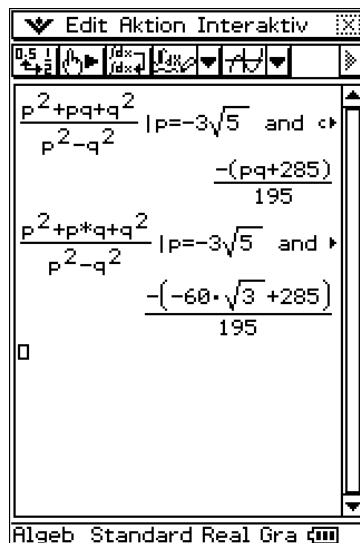 Edit Aktion Interaktiv
p²+pq+q²
p²-q²
|p=-3√5 and
-(pq+285)
195
p²+p*q+q²
p²-q²
|p=-3√5 and
-(-60·√3+285)
195
Algeb Standard Real Gra